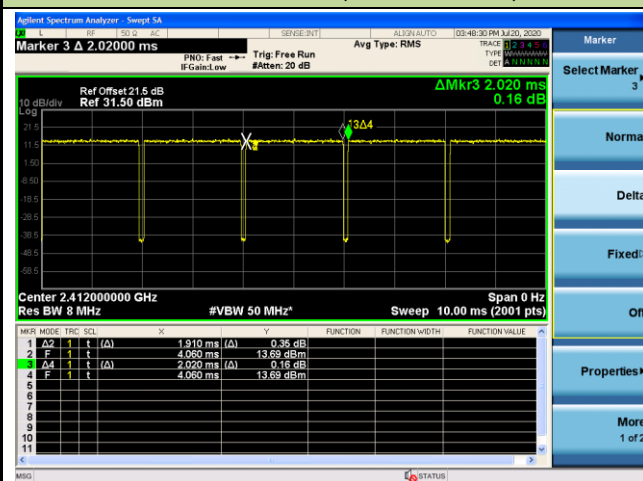 Agilent Spectrum Analyzer - Swept SA
L RF 50 Ω AC SENSE:INT ALIGN AUTO 03:48:30 PM Jul 20, 2020
Marker 3 Δ 2.02000 ms Avg Type: RMS TRACE 1 2 3 4 5 6 Marker
PNO: Fast Trig: Free Run TYPE WWWWWW
IFGain:Low #Atten: 20 dB DET A N N N N N
Select Marker
3
Ref Offset 21.5 dB ΔMkr3 2.020 ms
10 dB/div Ref 31.50 dBm 0.16 dB
Log
21.5
11.5
1.50
-8.50
-18.5
-28.5
-38.5
-48.5
-58.5
3Δ4
Normal
Delta
Fixed
Off
Center 2.412000000 GHz Span 0 Hz
Res BW 8 MHz #VBW 50 MHz* Sweep 10.00 ms (2001 pts)
MKR MODE TRC SCL X Y FUNCTION FUNCTION WIDTH FUNCTION VALUE
1 Δ2 1 t (Δ) 1.910 ms (Δ) 0.35 dB
2 F 1 t 4.060 ms 13.69 dBm
3 Δ4 1 t (Δ) 2.020 ms (Δ) 0.16 dB
4 F 1 t 4.060 ms 13.69 dBm
5
6
7
8
9
10
11
Properties
More
1 of 2
MSG STATUS